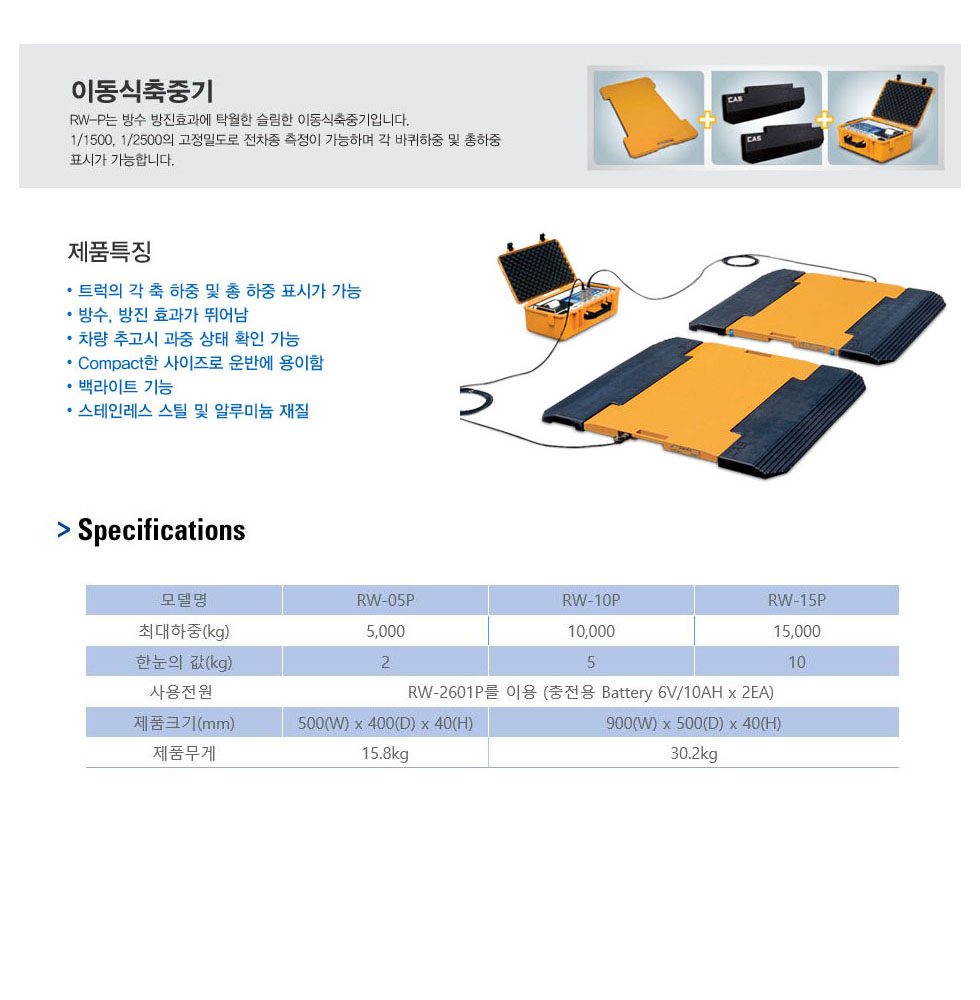 이동식축중기
RW-P는 방수 방진효과에 탁월한 슬림한 이동식축중기입니다.
1/1500, 1/2500의 고정밀도로 전차종 측정이 가능하며 각 바퀴하중 및 총하중
표시가 가능합니다.
CAS
CAS
제품특징
• 트럭의 각 축 하중 및 총 하중 표시가 가능
• 방수, 방진 효과가 뛰어남
• 차량 추고시 과중 상태 확인 가능
• Compact한 사이즈로 운반에 용이함
• 백라이트 기능
• 스테인레스 스틸 및 알루미늄 재질
> Specifications
모델명 RW-05P RW-10P RW-15P
최대하중(kg) 5,000 10,000 15,000
한눈의 값(kg) 2 5 10
사용전원 RW-2601P를 이용 (충전용 Battery 6V/10AH x 2EA)
제품크기(mm) 500(W) x 400(D) x 40(H) 900(W) x 500(D) x 40(H)
제품무게 15.8kg 30.2kg